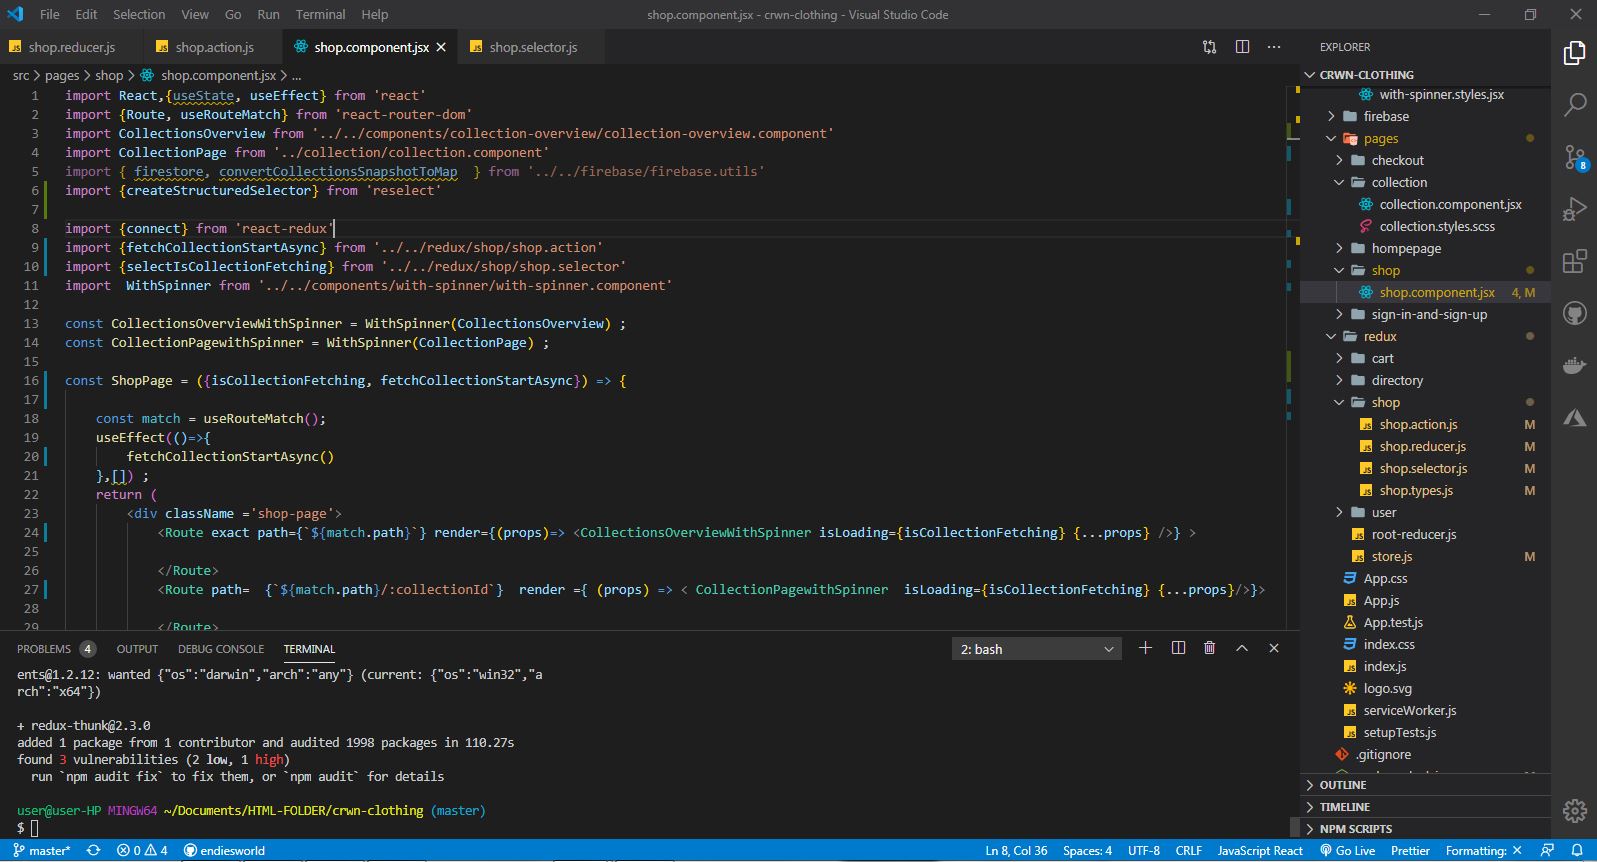 File Edit Selection View Go Run Terminal Help shop.component.jsx - crwn-clothing - Visual Studio Code
shop.reducer.js shop.action.js shop.component.jsx shop.selector.js
src > pages > shop > shop.component.jsx > ...
1 import React,{useState, useEffect} from 'react'
2 import {Route, useRouteMatch} from 'react-router-dom'
3 import CollectionsOverview from '../../components/collection-overview/collection-overview.component'
4 import CollectionPage from '../collection/collection.component'
5 import { firestore, convertCollectionsSnapshotToMap  } from '../../firebase/firebase.utils'
6 import {createStructuredSelector} from 'reselect'
7
8 import {connect} from 'react-redux'
9 import {fetchCollectionStartAsync} from '../../redux/shop/shop.action'
10 import {selectIsCollectionFetching} from '../../redux/shop/shop.selector'
11 import  WithSpinner from '../../components/with-spinner/with-spinner.component'
12
13 const CollectionsOverviewWithSpinner = WithSpinner(CollectionsOverview) ;
14 const CollectionPagewithSpinner = WithSpinner(CollectionPage) ;
15
16 const ShopPage = ({isCollectionFetching, fetchCollectionStartAsync}) => {
17
18     const match = useRouteMatch();
19     useEffect(()=>{
20         fetchCollectionStartAsync()
21     },[]) ;
22     return (
23         <div className ='shop-page'>
24             <Route exact path={`${match.path}`} render={(props)=> <CollectionsOverviewWithSpinner isLoading={isCollectionFetching} {...props} />} >
25
26             </Route>
27             <Route path=  {`${match.path}/:collectionId`}  render ={ (props) => < CollectionPagewithSpinner  isLoading={isCollectionFetching} {...props}/>}>
28
29             </Route>
PROBLEMS 4 OUTPUT DEBUG CONSOLE TERMINAL 2: bash
ents@1.2.12: wanted {"os":"darwin","arch":"any"} (current: {"os":"win32","a
rch":"x64"})
+ redux-thunk@2.3.0
added 1 package from 1 contributor and audited 1998 packages in 110.27s
found 3 vulnerabilities (2 low, 1 high)
  run `npm audit fix` to fix them, or `npm audit` for details
user@user-HP MINGW64 ~/Documents/HTML-FOLDER/crwn-clothing (master)
$
EXPLORER
CRWN-CLOTHING
with-spinner.styles.jsx
firebase
pages
checkout
collection
collection.component.jsx
collection.styles.scss
hompepage
shop
shop.component.jsx 4, M
sign-in-and-sign-up
redux
cart
directory
shop
shop.action.js M
shop.reducer.js M
shop.selector.js M
shop.types.js M
user
root-reducer.js
store.js M
App.css
App.js
App.test.js
index.css
index.js
logo.svg
serviceWorker.js
setupTests.js
.gitignore
OUTLINE
TIMELINE
NPM SCRIPTS
8
master* 0 4 endiesworld Ln 8, Col 36 Spaces: 4 UTF-8 CRLF JavaScript React Go Live Prettier Formatting: ×